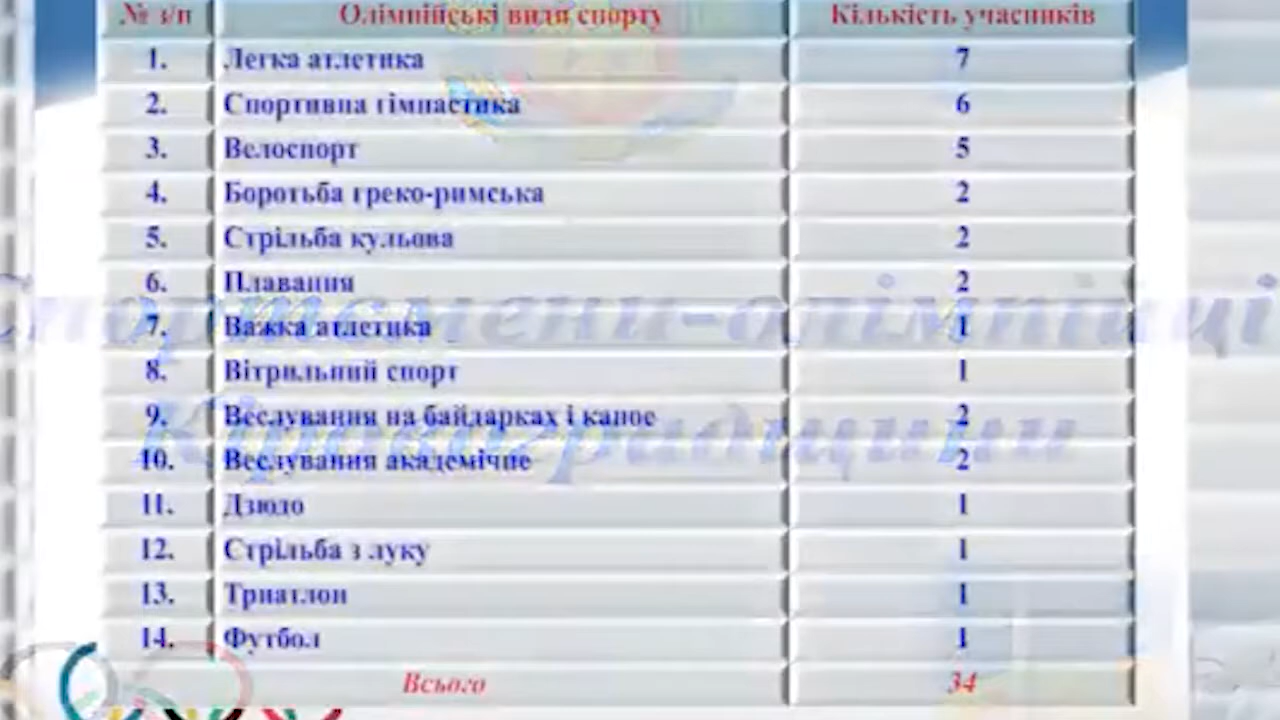 № з/п Олімпійські види спорту Кількість учасників
1. Легка атлетика 7
2. Спортивна гімнастика 6
3. Велоспорт 5
4. Боротьба греко-римська 2
5. Стрільба кульова 2
6. Плавання 2
Спортсмени-олімпійці
7. Важка атлетика 1
8. Вітрильний спорт 1
9. Веслування на байдарках і каное 2
Кіровоградщини
10. Веслування академічне 2
11. Дзюдо 1
12. Стрільба з луку 1
13. Триатлон 1
14. Футбол 1
Всього 34